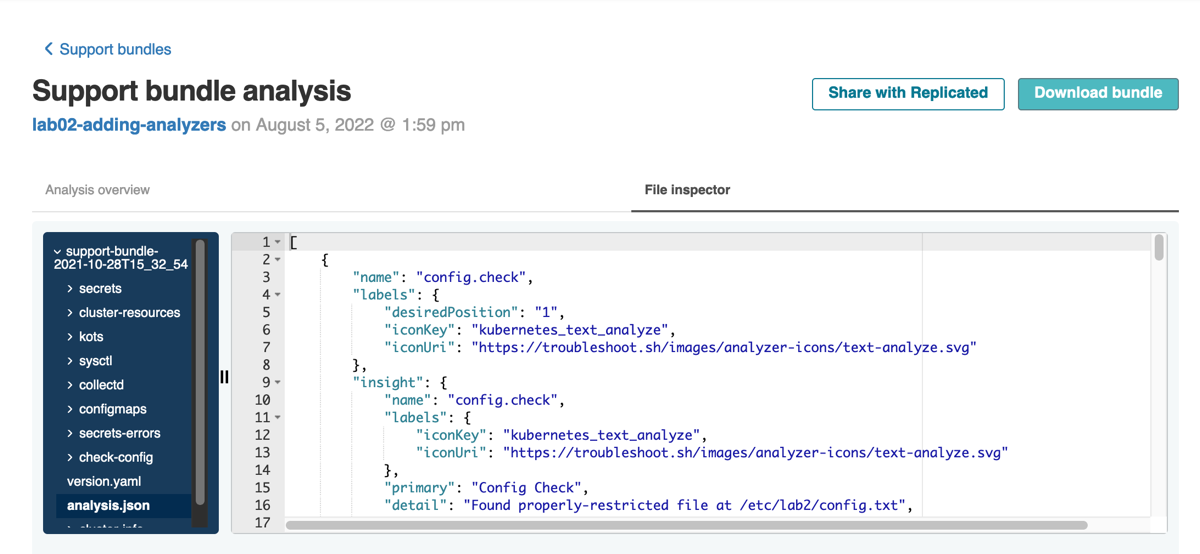 Support bundles
Support bundle analysis
Share with Replicated
Download bundle
lab02-adding-analyzers on August 5, 2022 @ 1:59 pm
Analysis overview
File inspector
support-bundle-
2021-10-28T15_32_54
secrets
cluster-resources
kots
sysctl
collectd
configmaps
secrets-errors
check-config
version.yaml
analysis.json
1 [
2 {
3 "name": "config.check",
4 "labels": {
5 "desiredPosition": "1",
6 "iconKey": "kubernetes_text_analyze",
7 "iconUri": "https://troubleshoot.sh/images/analyzer-icons/text-analyze.svg"
8 },
9 "insight": {
10 "name": "config.check",
11 "labels": {
12 "iconKey": "kubernetes_text_analyze",
13 "iconUri": "https://troubleshoot.sh/images/analyzer-icons/text-analyze.svg"
14 },
15 "primary": "Config Check",
16 "detail": "Found properly-restricted file at /etc/lab2/config.txt",
17